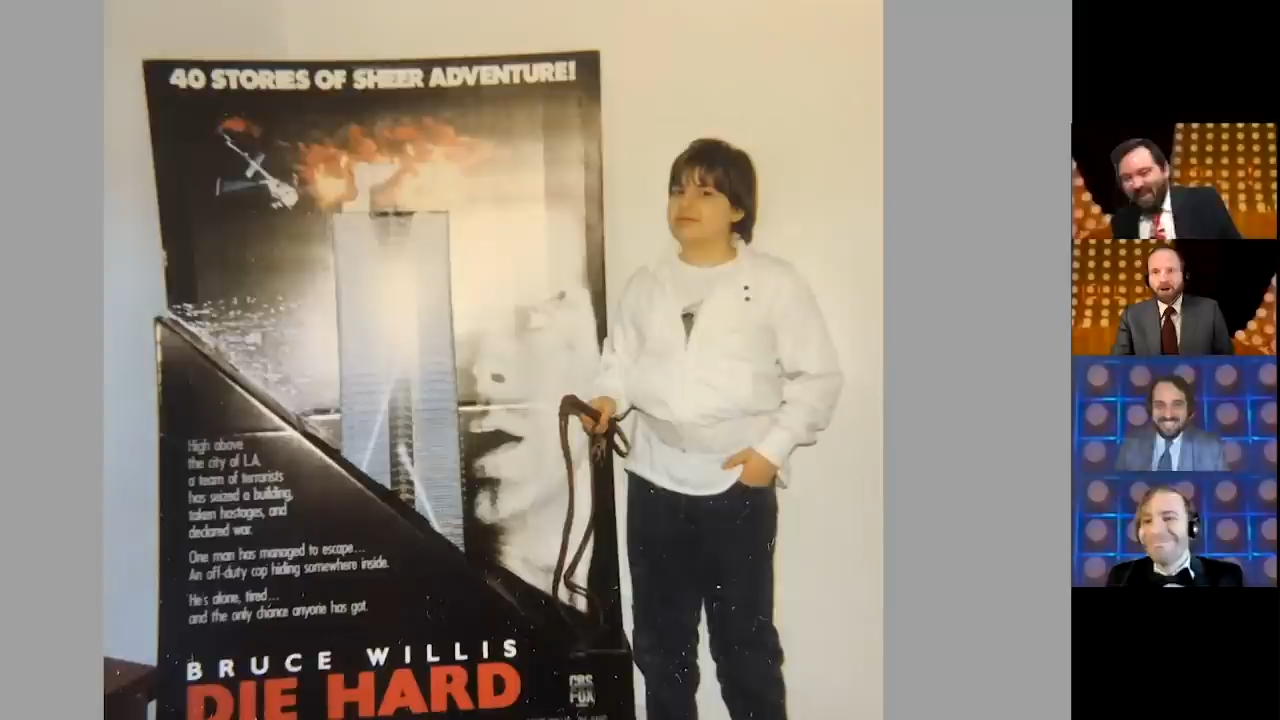 40 STORIES OF SHEER ADVENTURE!
High above
the city of L.A.
a team of terrorists
has seized a building,
taken hostages, and
declared war.
One man has managed to escape...
An off-duty cop hiding somewhere inside.
He's alone, tired...
and the only chance anyone has got.
BRUCE WILLIS
DIE HARD
CBS
FOX